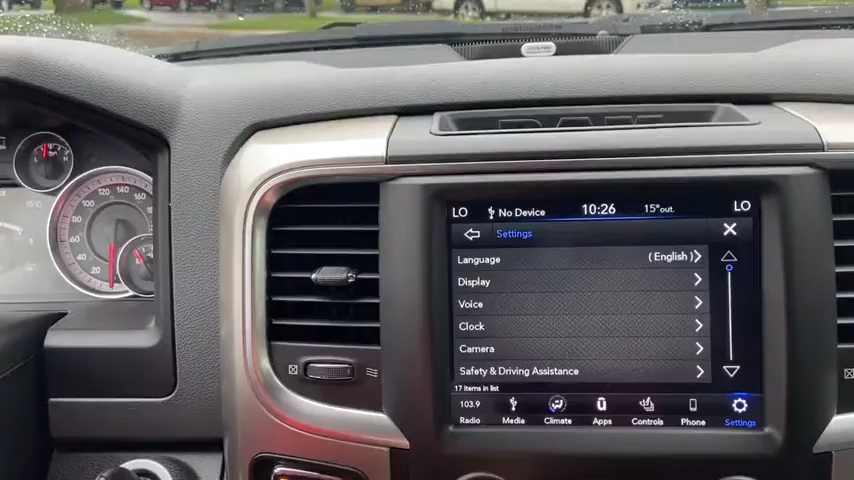 RAM
LO No Device 10:26 15°out. LO
Settings
Language (English)
Display
Voice
Clock
Camera
Safety & Driving Assistance
17 items in list
103.9
Radio Media Climate Apps Controls Phone Settings
15°C
20
40
60
80
100
120
140
160